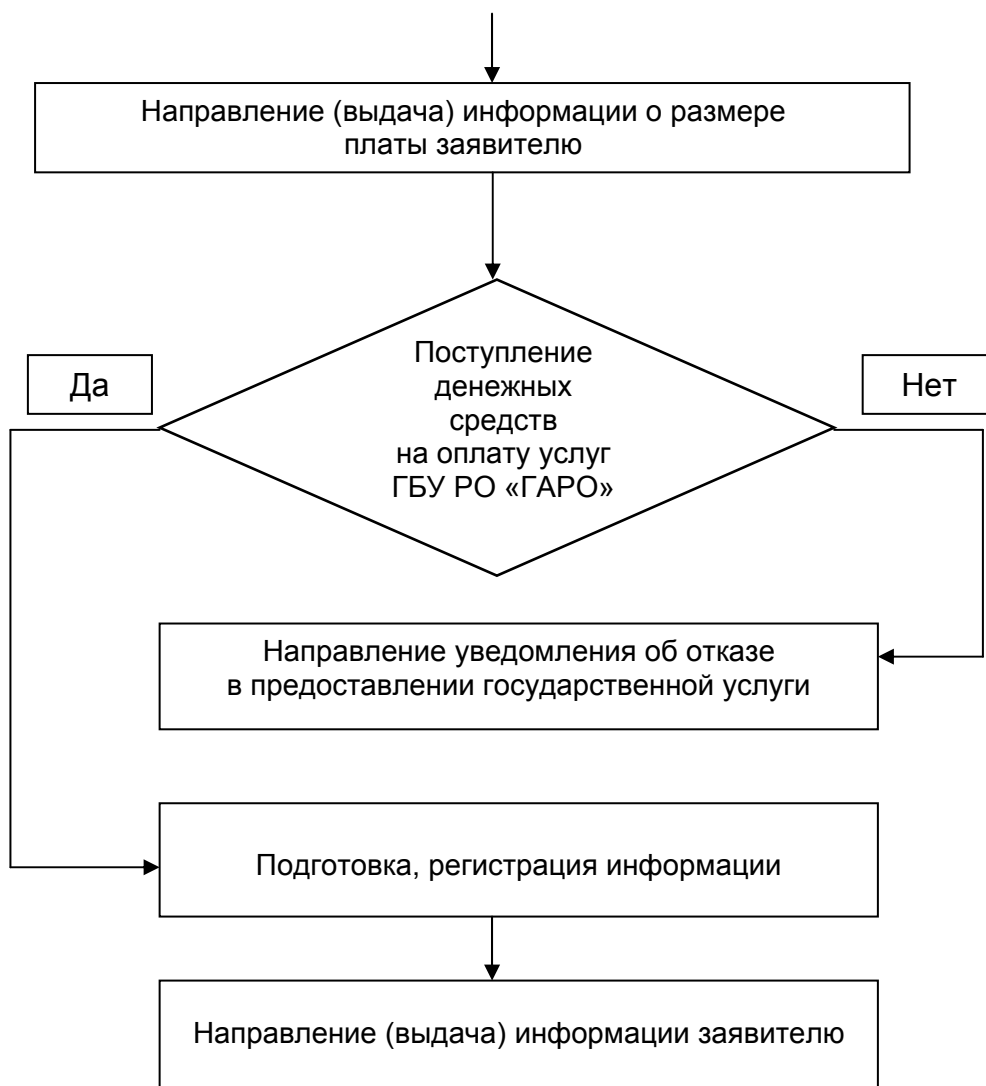 Направление (выдача) информации о размере
платы заявителю
Поступление
денежных
средств
на оплату услуг
ГБУ РО «ГАРО»
Да
Нет
Направление уведомления об отказе
в предоставлении государственной услуги
Подготовка, регистрация информации
Направление (выдача) информации заявителю